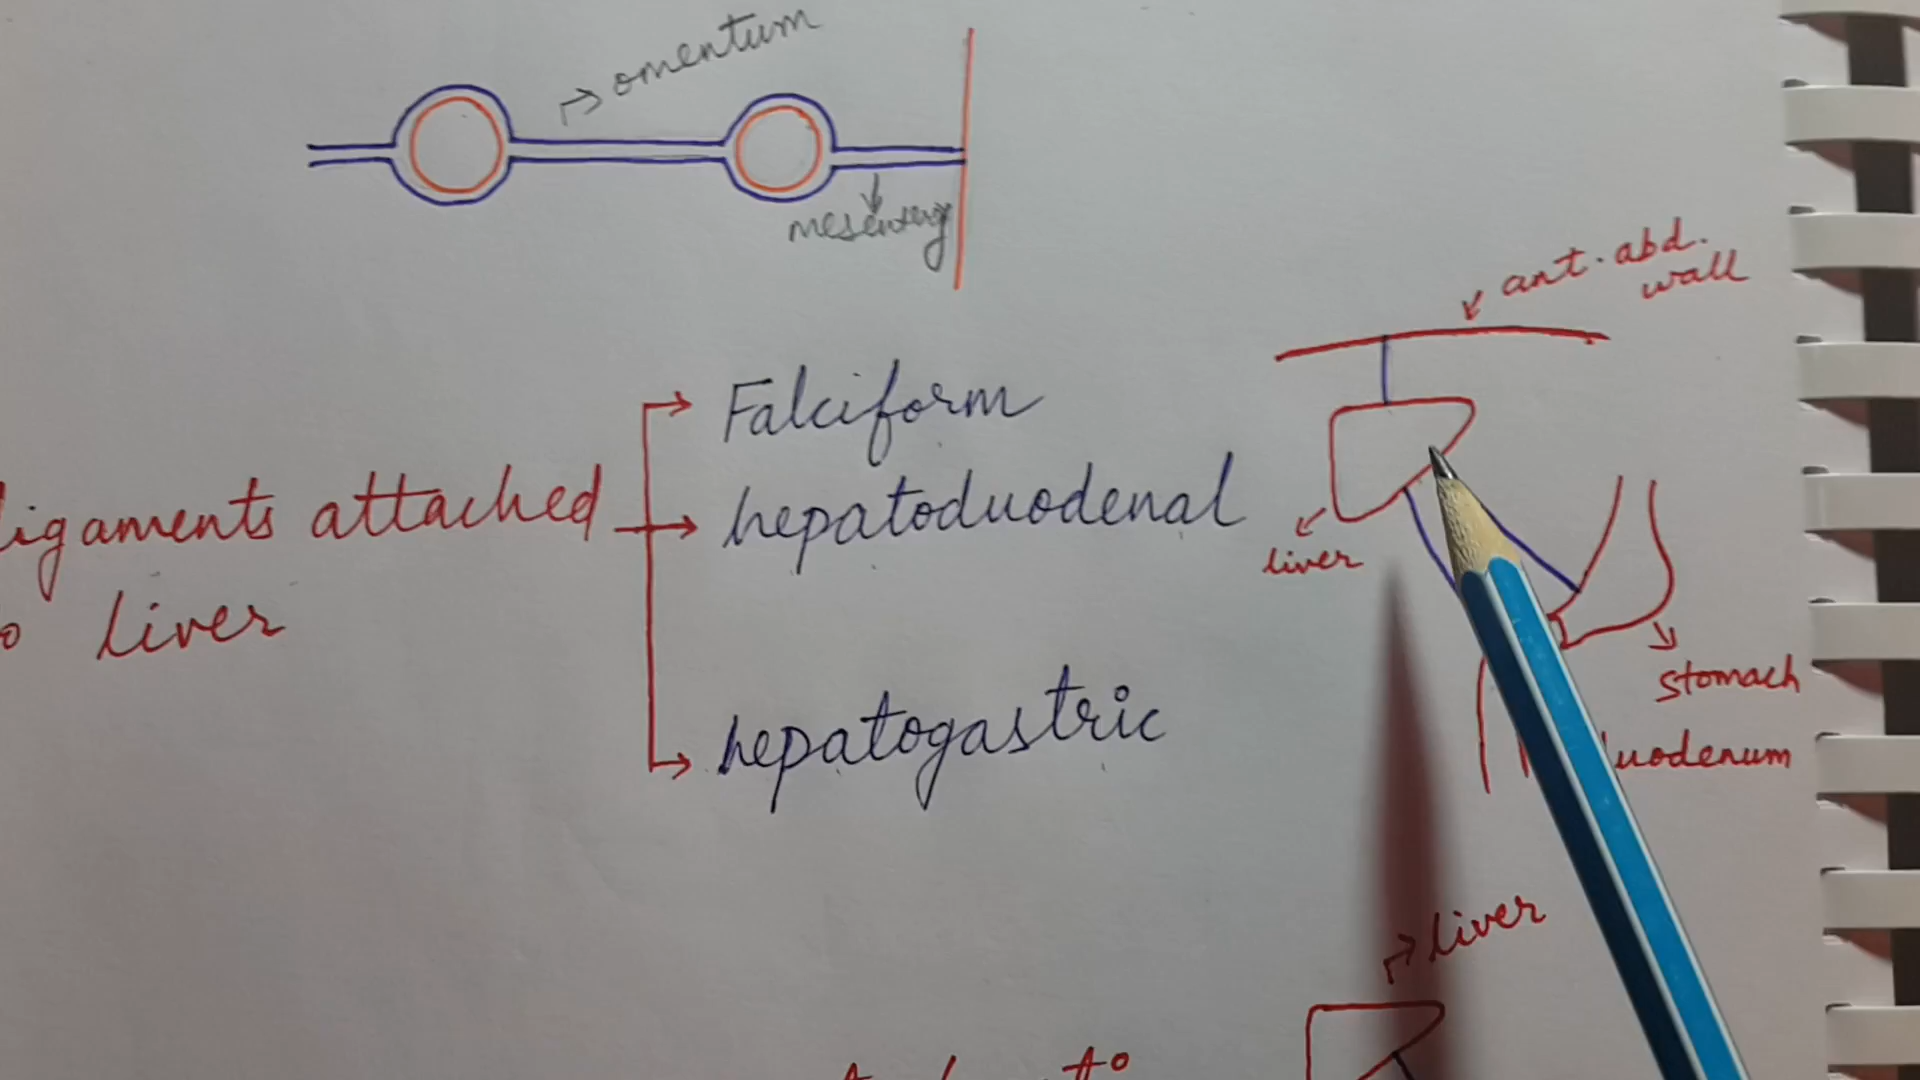 omentum
mesentery
ant. abd.
wall
Falciform
ligaments attached
hepatoduodenal
liver
o liver
stomach
hepatogastric
uodenum
liver
to